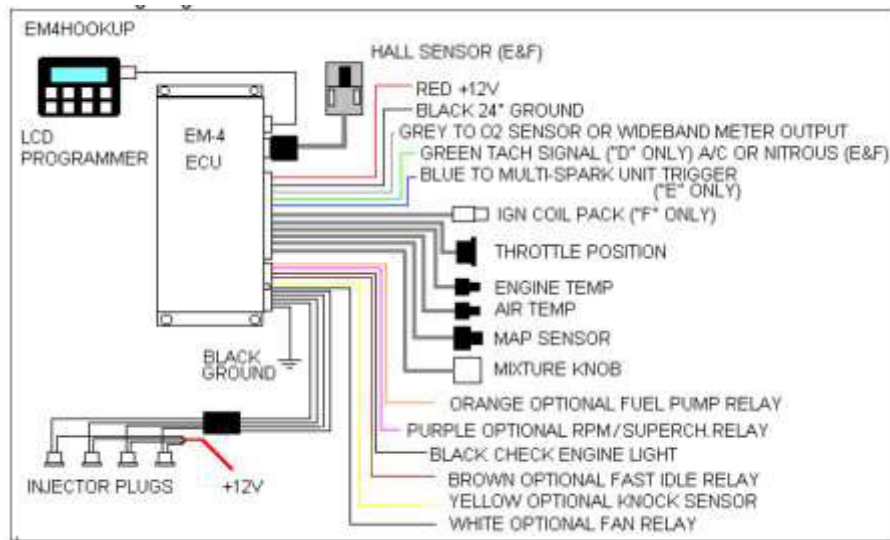 EM4HOOKUP
HALL SENSOR (E&F)
LCD
PROGRAMMER
EM-4
ECU
RED +12V
BLACK 24" GROUND
GREY TO O2 SENSOR OR WIDEBAND METER OUTPUT
GREEN TACH SIGNAL ("D" ONLY) A/C OR NITROUS (E&F)
BLUE TO MULTI-SPARK UNIT TRIGGER
("E" ONLY)
IGN COIL PACK ("F" ONLY)
THROTTLE POSITION
ENGINE TEMP
AIR TEMP
MAP SENSOR
MIXTURE KNOB
BLACK
GROUND
ORANGE OPTIONAL FUEL PUMP RELAY
PURPLE OPTIONAL RPM/SUPERCH.RELAY
BLACK CHECK ENGINE LIGHT
BROWN OPTIONAL FAST IDLE RELAY
YELLOW OPTIONAL KNOCK SENSOR
WHITE OPTIONAL FAN RELAY
INJECTOR PLUGS
+12V